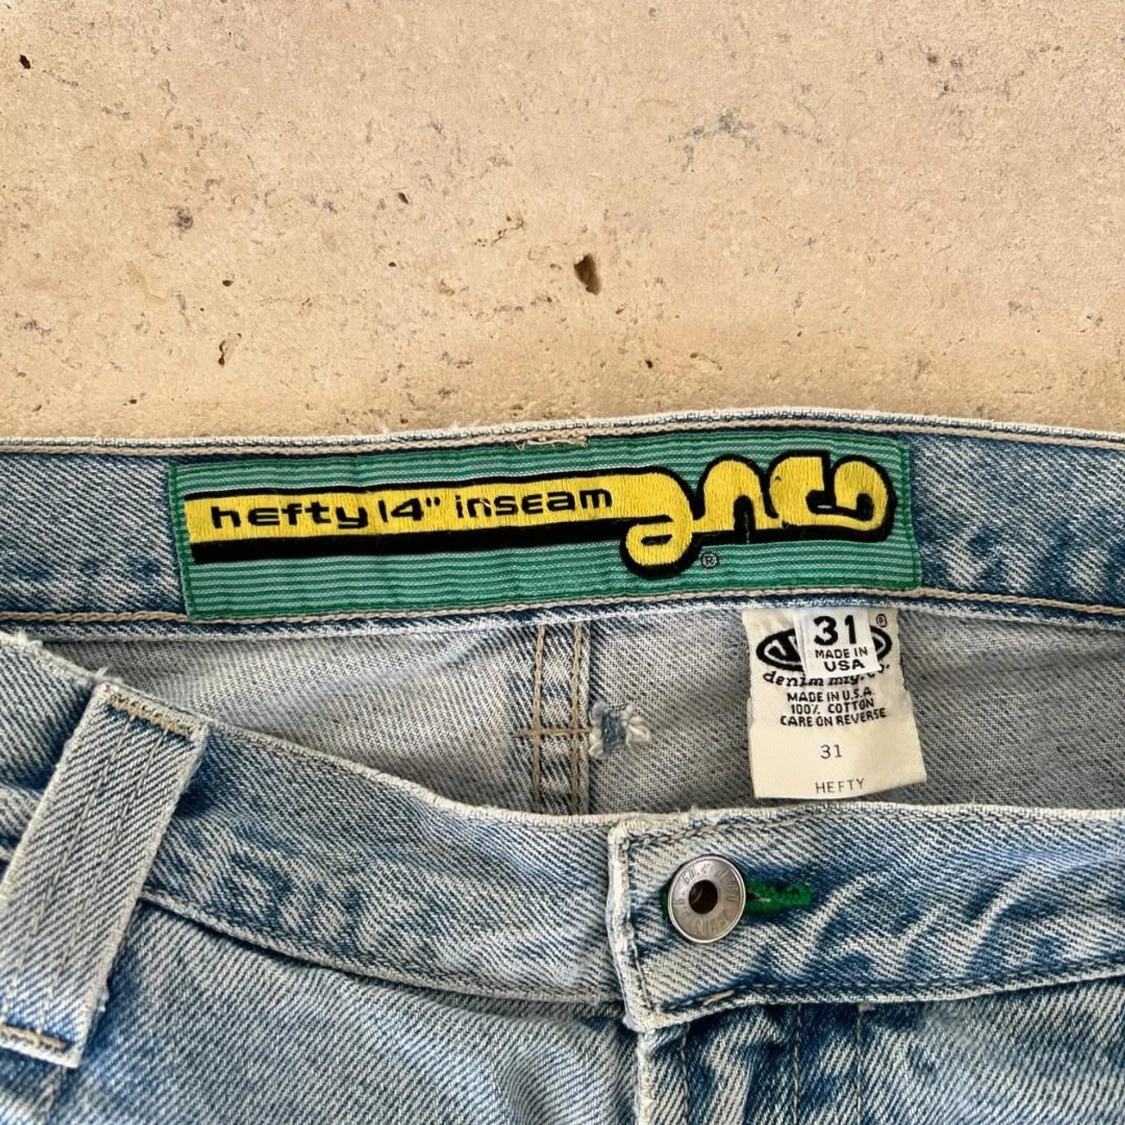 hefty 14" inseam JNCO ®
31
MADE IN
USA
®
denim mfg. co.
MADE IN U.S.A.
100% COTTON
CARE ON REVERSE
31
HEFTY